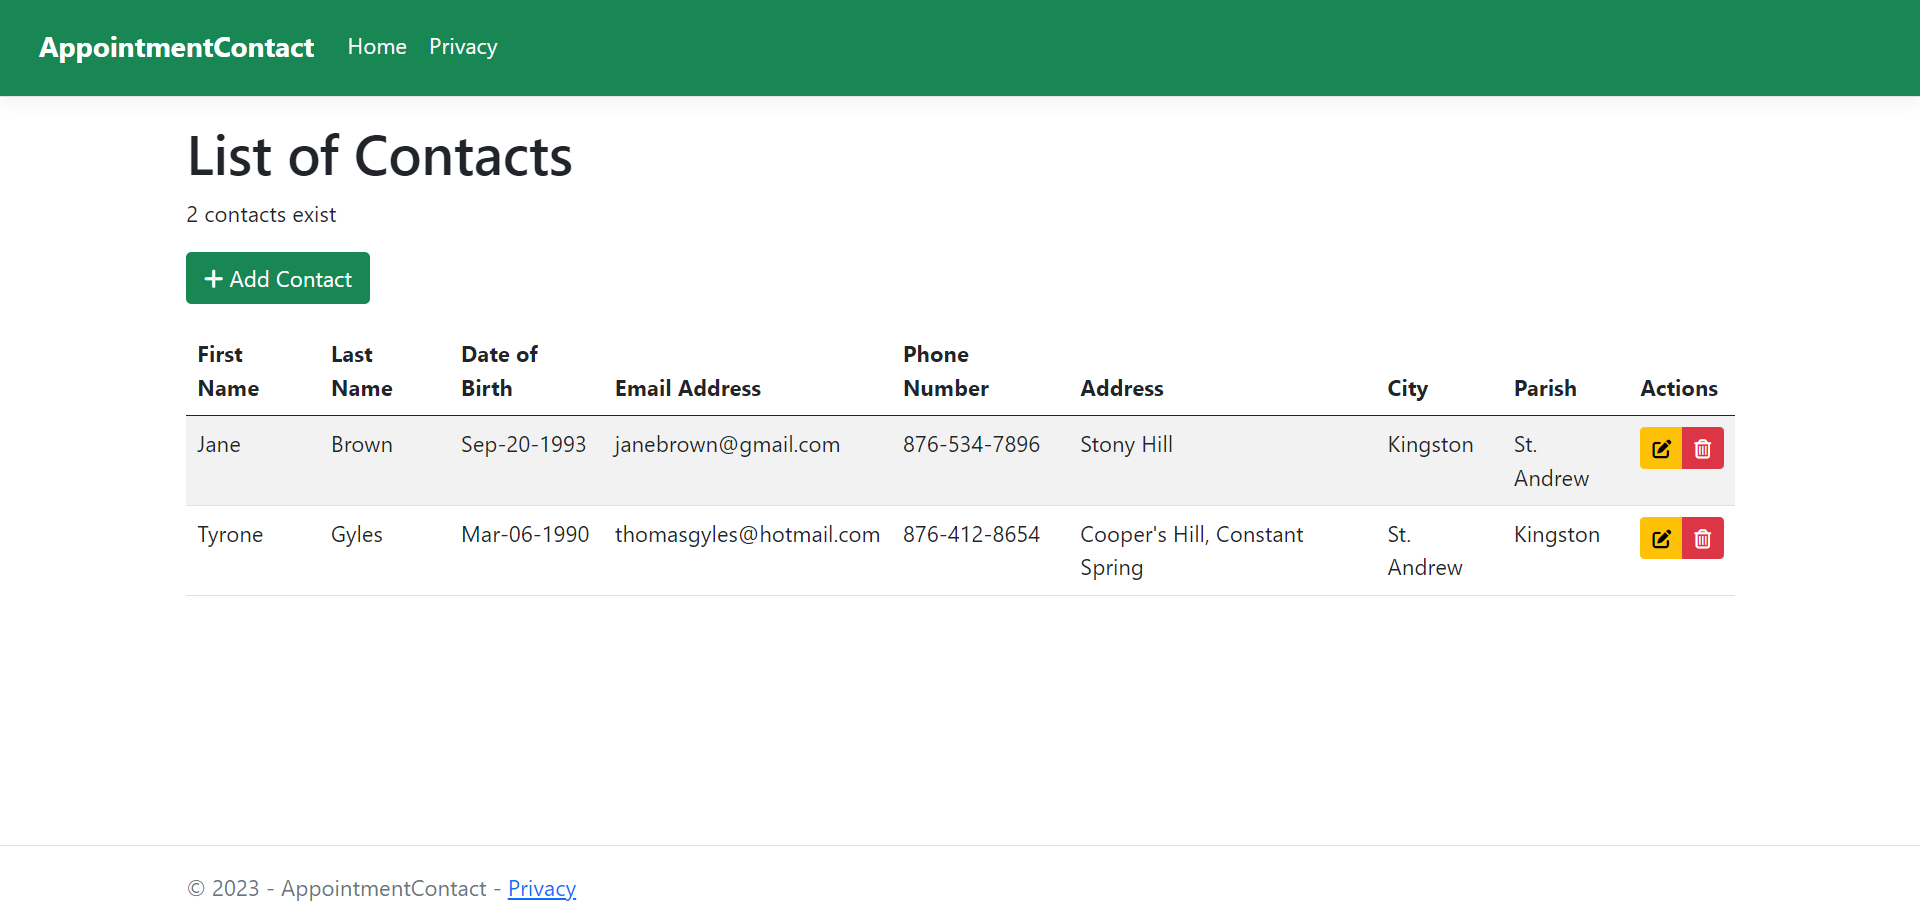 AppointmentContact Home Privacy
List of Contacts
2 contacts exist
+ Add Contact
First Name Last Name Date of Birth Email Address Phone Number Address City Parish Actions
Jane Brown Sep-20-1993 janebrown@gmail.com 876-534-7896 Stony Hill Kingston St. Andrew
Tyrone Gyles Mar-06-1990 thomasgyles@hotmail.com 876-412-8654 Cooper's Hill, Constant Spring St. Andrew Kingston
© 2023 - AppointmentContact - Privacy